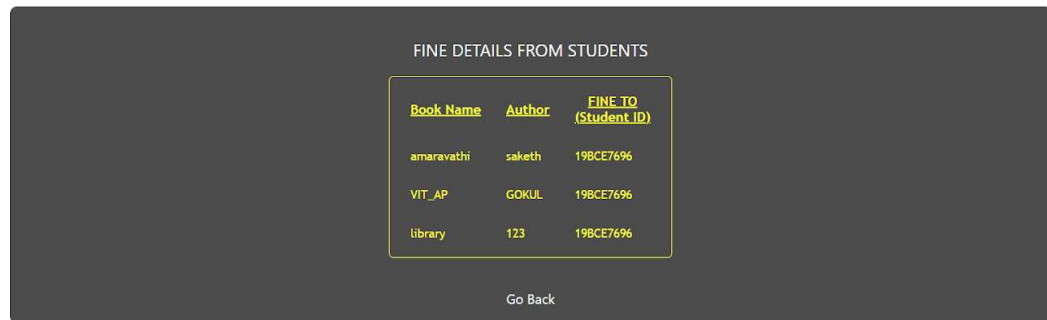 FINE DETAILS FROM STUDENTS
Book Name Author FINE TO
(Student ID)
amaravathi saketh 19BCE7696
VIT_AP GOKUL 19BCE7696
library 123 19BCE7696
Go Back